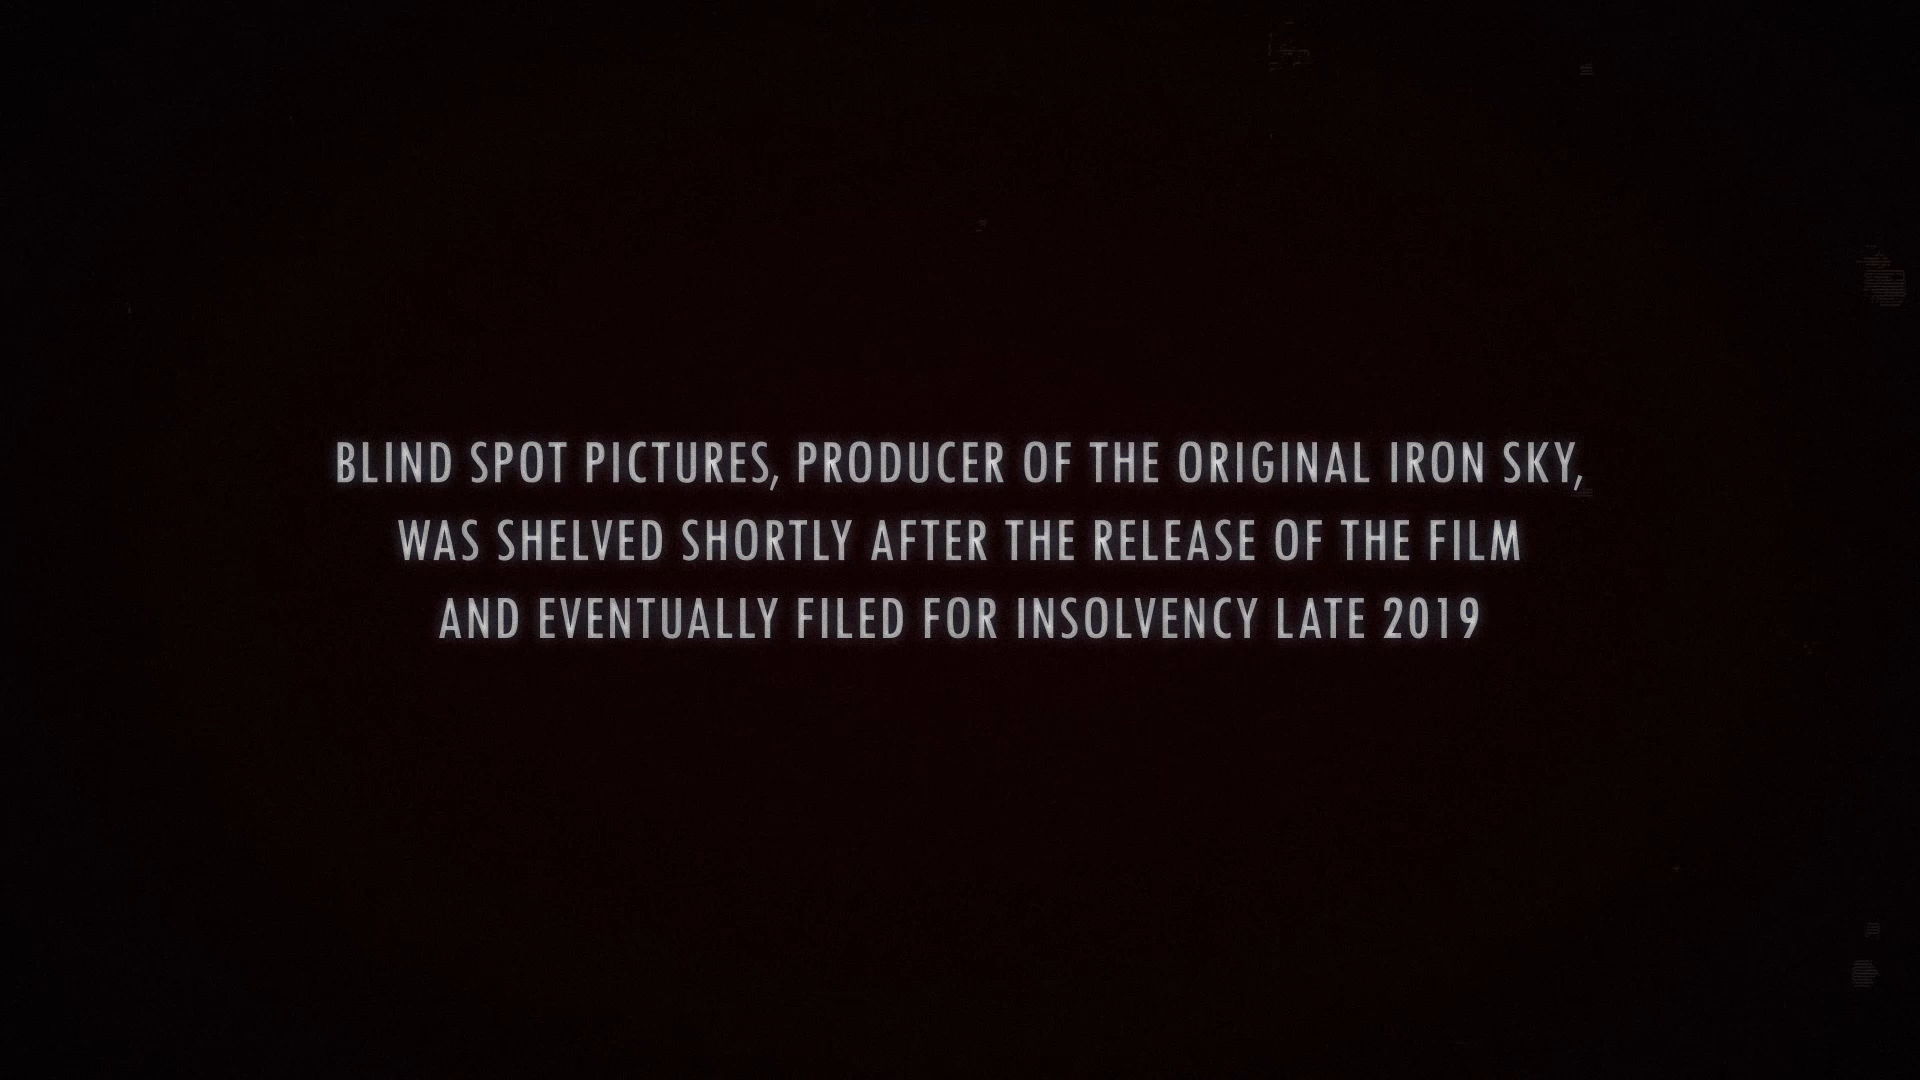 BLIND SPOT PICTURES, PRODUCER OF THE ORIGINAL IRON SKY,
WAS SHELVED SHORTLY AFTER THE RELEASE OF THE FILM
AND EVENTUALLY FILED FOR INSOLVENCY LATE 2019